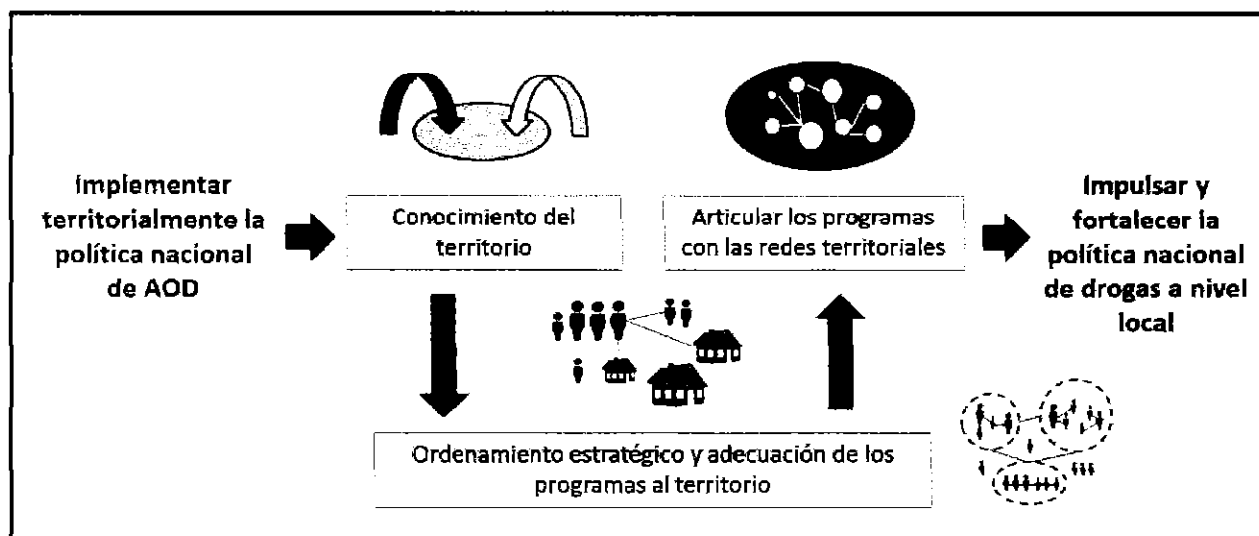 Implementar
territorialmente la
política nacional
de AOD
Conocimiento del
territorio
Articular los programas
con las redes territoriales
Impulsar y
fortalecer la
política nacional
de drogas a nivel
local
Ordenamiento estratégico y adecuación de los
programas al territorio